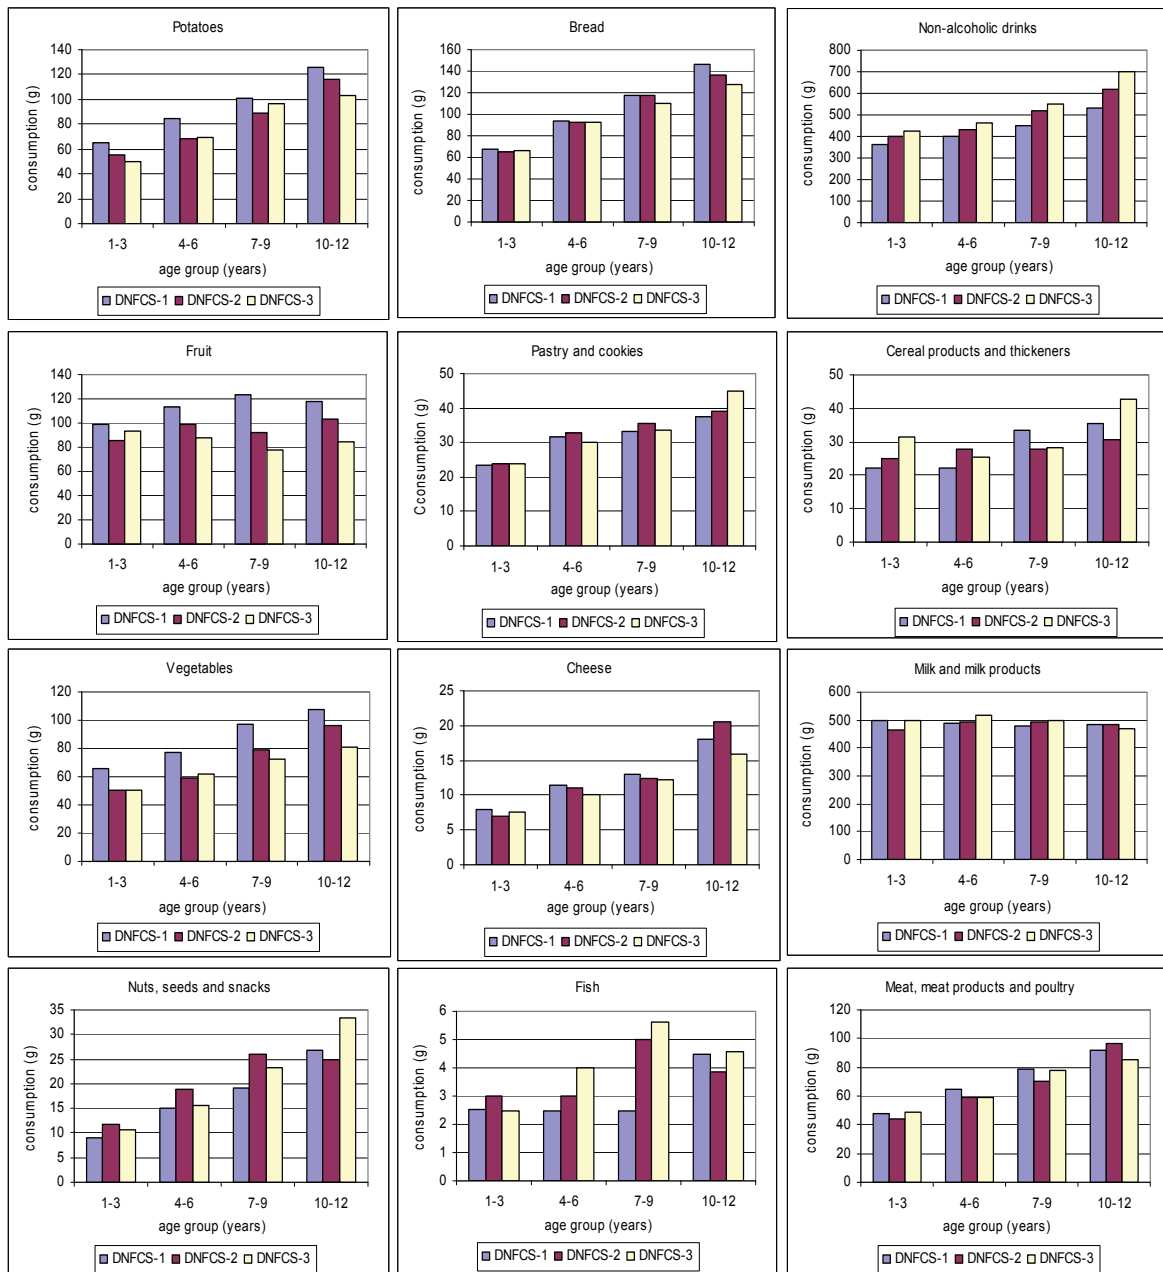 Potatoes
consumption (g)
140
120
100
80
60
40
20
0
1-3 4-6 7-9 10-12
age group (years)
DNFCS-1 DNFCS-2 DNFCS-3
Bread
consumption (g)
160
140
120
100
80
60
40
20
0
1-3 4-6 7-9 10-12
age group (years)
DNFCS-1 DNFCS-2 DNFCS-3
Non-alcoholic drinks
consumption (g)
800
700
600
500
400
300
200
100
0
1-3 4-6 7-9 10-12
age group (years)
DNFCS-1 DNFCS-2 DNFCS-3
Fruit
consumption (g)
140
120
100
80
60
40
20
0
1-3 4-6 7-9 10-12
age group (years)
DNFCS-1 DNFCS-2 DNFCS-3
Pastry and cookies
Cconsumption (g)
50
40
30
20
10
0
1-3 4-6 7-9 10-12
age group (years)
DNFCS-1 DNFCS-2 DNFCS-3
Cereal products and thickeners
consumption (g)
50
40
30
20
10
0
1-3 4-6 7-9 10-12
age group (years)
DNFCS-1 DNFCS-2 DNFCS-3
Vegetables
consumption (g)
120
100
80
60
40
20
0
1-3 4-6 7-9 10-12
age group (years)
DNFCS-1 DNFCS-2 DNFCS-3
Cheese
consumption (g)
25
20
15
10
5
0
1-3 4-6 7-9 10-12
age group (years)
DNFCS-1 DNFCS-2 DNFCS-3
Milk and milk products
consumption (g)
600
500
400
300
200
100
0
1-3 4-6 7-9 10-12
age group (years)
DNFCS-1 DNFCS-2 DNFCS-3
Nuts, seeds and snacks
consumption (g)
35
30
25
20
15
10
5
0
1-3 4-6 7-9 10-12
age group (years)
DNFCS-1 DNFCS-2 DNFCS-3
Fish
consumption (g)
6
5
4
3
2
1
0
1-3 4-6 7-9 10-12
age group (years)
DNFCS-1 DNFCS-2 DNFCS-3
Meat, meat products and poultry
consumption (g)
120
100
80
60
40
20
0
1-3 4-6 7-9 10-12
age group (years)
DNFCS-1 DNFCS-2 DNFCS-3